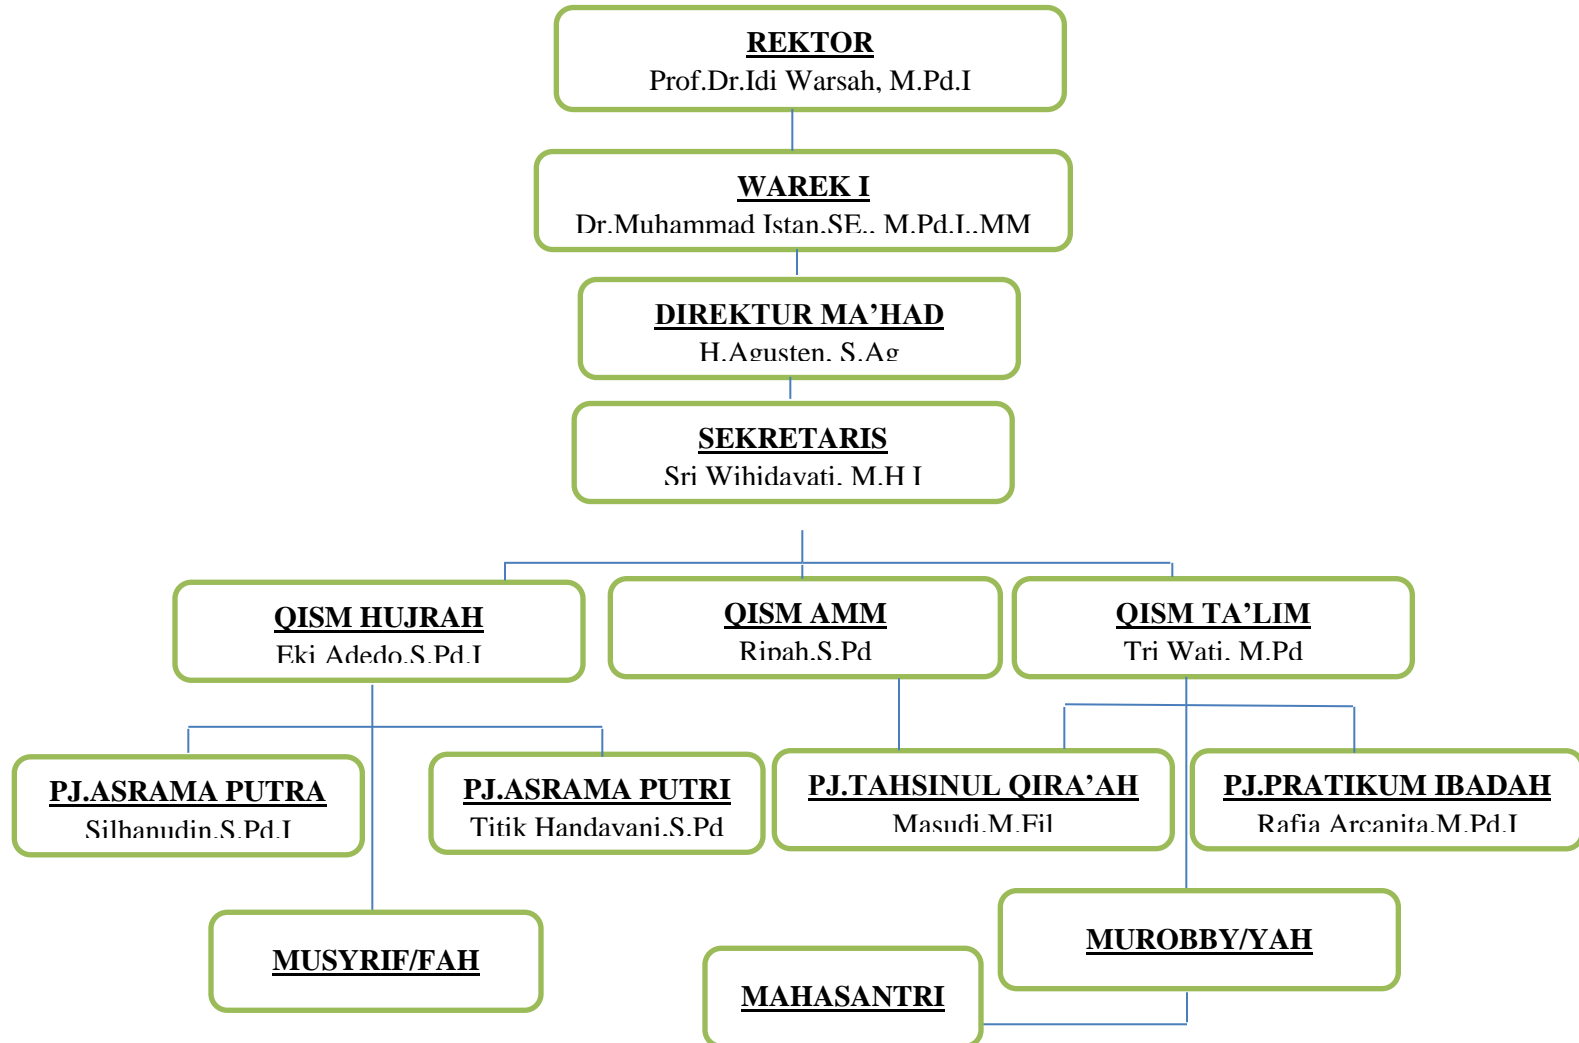 REKTOR
Prof.Dr.Idi Warsah, M.Pd.I
WAREK I
Dr.Muhammad Istan,SE., M.Pd.I.,MM
DIREKTUR MA’HAD
H.Agusten, S.Ag
SEKRETARIS
Sri Wihidayati, M.H I
QISM HUJRAH
Eki Adedo,S.Pd.I
QISM AMM
Ripah,S.Pd
QISM TA’LIM
Tri Wati, M.Pd
PJ.ASRAMA PUTRA
Silhanudin,S.Pd.I
PJ.ASRAMA PUTRI
Titik Handayani,S.Pd
PJ.TAHSINUL QIRA’AH
Masudi,M.Fil
PJ.PRATIKUM IBADAH
Rafia Arcanita,M.Pd.I
MUSYRIF/FAH
MUROBBY/YAH
MAHASANTRI